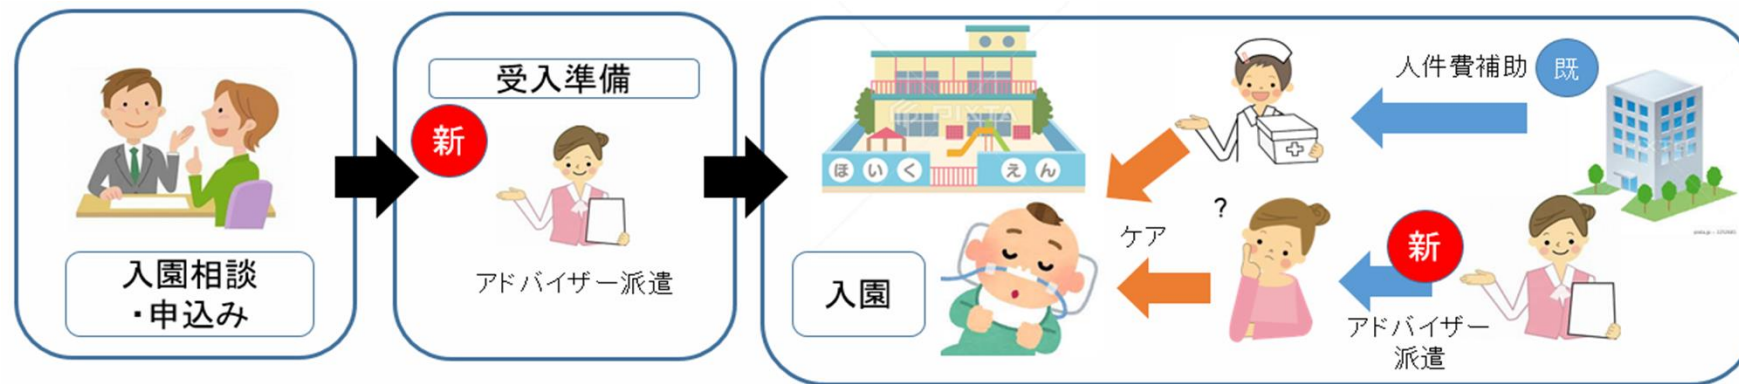 入園相談
・申込み
受入準備
新
アドバイザー派遣
ほいくえん
PIXTA
入園
ケア
?
人件費補助
既
新
アドバイザー
派遣